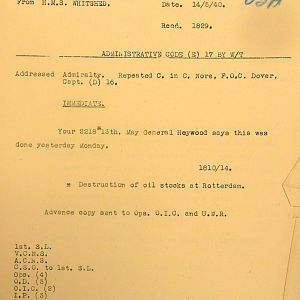 From H.M.S. WHITSHED. Date. 14/5/40.
Recd. 1829.
ADMINISTRATIVE CODE (E) 17 BY W/T
Addressed Admiralty. Repeated C. in C. Nore, F.O.C. Dover,
Capt. (D) 16.
IMMEDIATE.
Your 2218* 13th. May General Heywood says this was
done yesterday Monday.
1810/14.
* Destruction of oil stocks at Rotterdam.
Advance copy sent to Ops. O.I.C. and U.N.R.
1st. S.L.
V.C.N.S.
A.C.N.S.
C.S.O. to 1st. S.L.
Ops. (4)
O.D. (3)
O.I.C. (2)
I.P. (3)